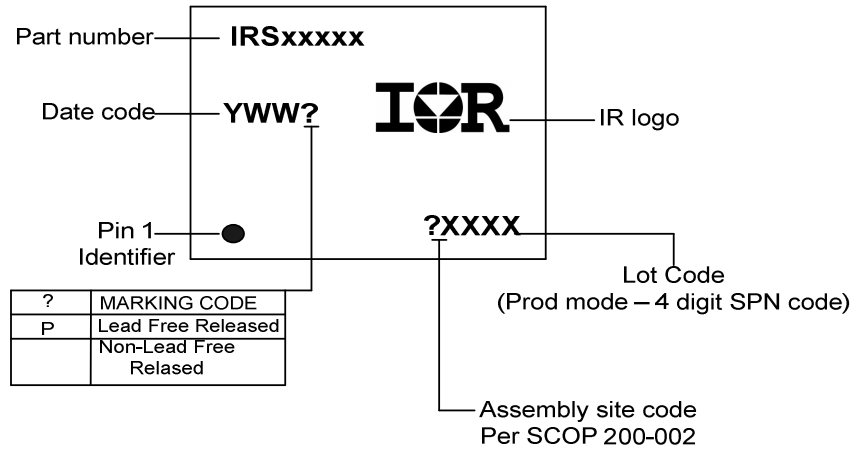 Part number
IRSxxxxx
Date code
YWW?
IOR
IR logo
Pin 1
Identifier
?XXXX
Lot Code
(Prod mode – 4 digit SPN code)
? MARKING CODE
P Lead Free Released
Non-Lead Free
Relased
Assembly site code
Per SCOP 200-002